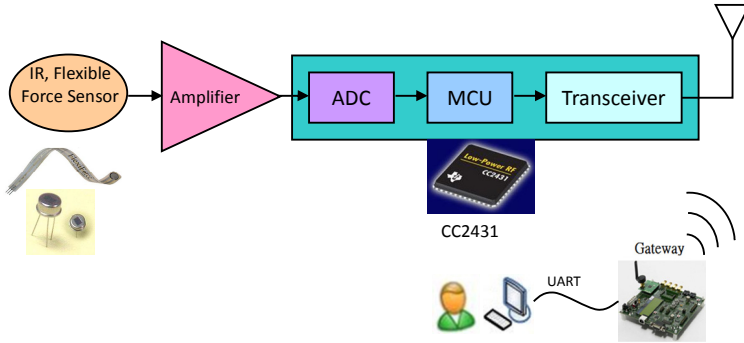 IR, Flexible
Force Sensor
Amplifier
ADC
MCU
Transceiver
Low-Power RF
CC2431
CC2431
Gateway
UART